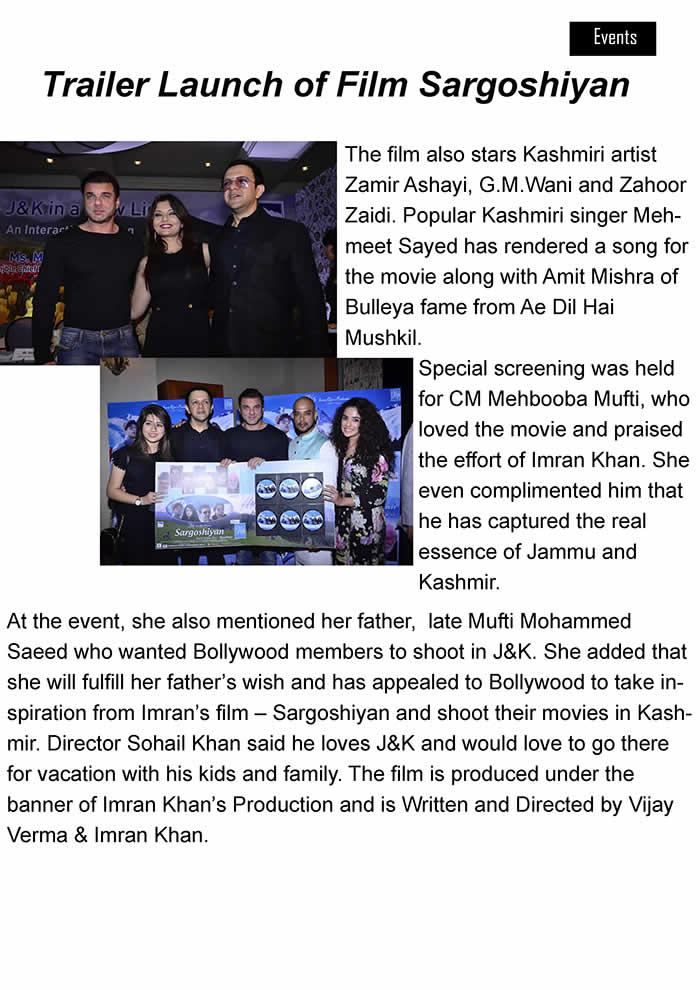 Events
Trailer Launch of Film Sargoshiyan
J&K in a
An Interac
Ms. M
The film also stars Kashmiri artist
Zamir Ashayi, G.M.Wani and Zahoor
Zaidi. Popular Kashmiri singer Meh-
meet Sayed has rendered a song for
the movie along with Amit Mishra of
Bulleya fame from Ae Dil Hai
Mushkil.
Sargoshiyan
Special screening was held
for CM Mehbooba Mufti, who
loved the movie and praised
the effort of Imran Khan. She
even complimented him that
he has captured the real
essence of Jammu and
Kashmir.
At the event, she also mentioned her father,  late Mufti Mohammed
Saeed who wanted Bollywood members to shoot in J&K. She added that
she will fulfill her father’s wish and has appealed to Bollywood to take in-
spiration from Imran’s film – Sargoshiyan and shoot their movies in Kash-
mir. Director Sohail Khan said he loves J&K and would love to go there
for vacation with his kids and family. The film is produced under the
banner of Imran Khan’s Production and is Written and Directed by Vijay
Verma & Imran Khan.